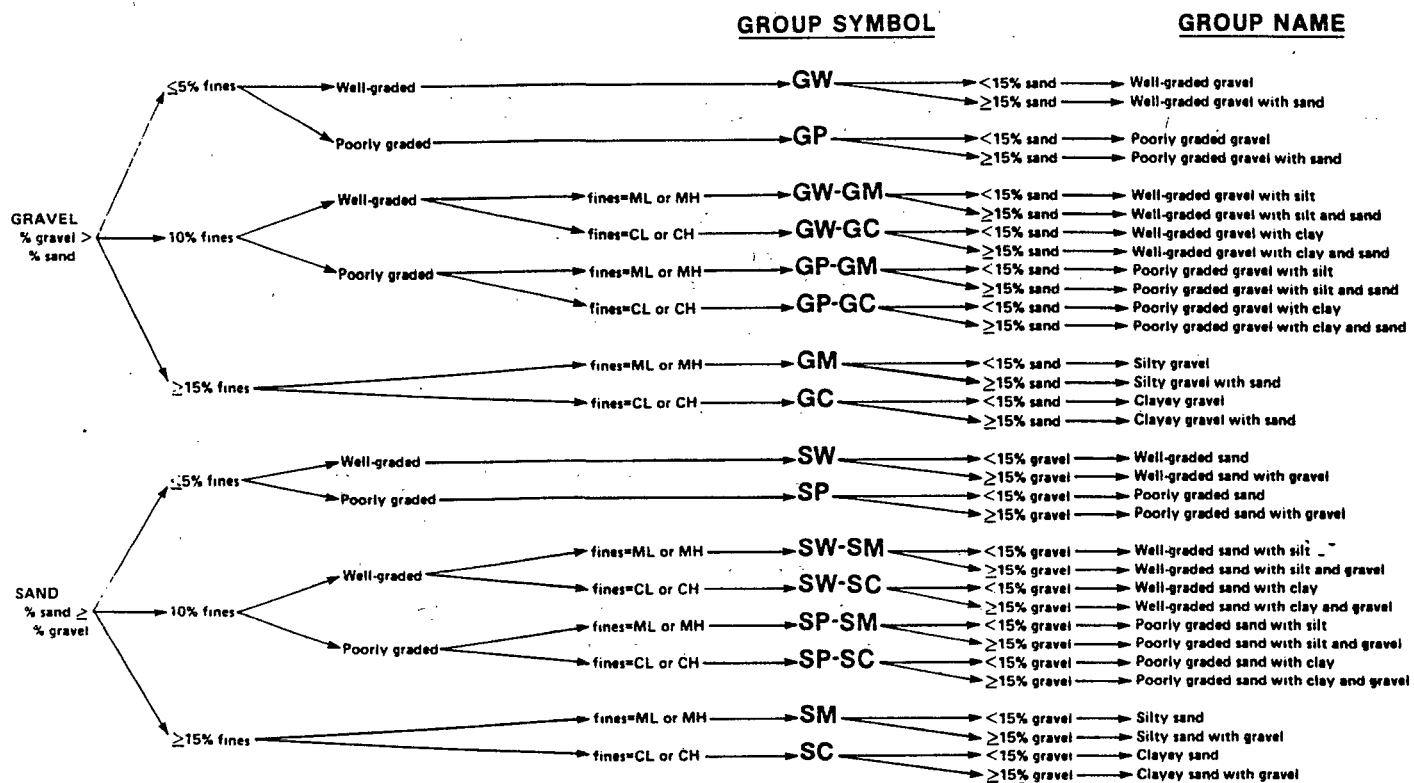 GROUP SYMBOL GROUP NAME
≤5% fines Well-graded GW <15% sand Well-graded gravel
≥15% sand Well-graded gravel with sand
Poorly graded GP <15% sand Poorly graded gravel
≥15% sand Poorly graded gravel with sand
Well-graded fines=ML or MH GW-GM <15% sand Well-graded gravel with silt
≥15% sand Well-graded gravel with silt and sand
GRAVEL
% gravel >
% sand
10% fines fines=CL or CH GW-GC <15% sand Well-graded gravel with clay
≥15% sand Well-graded gravel with clay and sand
Poorly graded fines=ML or MH GP-GM <15% sand Poorly graded gravel with silt
≥15% sand Poorly graded gravel with silt and sand
fines=CL or CH GP-GC <15% sand Poorly graded gravel with clay
≥15% sand Poorly graded gravel with clay and sand
≥15% fines fines=ML or MH GM <15% sand Silty gravel
≥15% sand Silty gravel with sand
fines=CL or CH GC <15% sand Clayey gravel
≥15% sand Clayey gravel with sand
≤5% fines Well-graded SW <15% gravel Well-graded sand
≥15% gravel Well-graded sand with gravel
Poorly graded SP <15% gravel Poorly graded sand
≥15% gravel Poorly graded sand with gravel
Well-graded fines=ML or MH SW-SM <15% gravel Well-graded sand with silt
≥15% gravel Well-graded sand with silt and gravel
SAND
% sand ≥
% gravel
10% fines fines=CL or CH SW-SC <15% gravel Well-graded sand with clay
≥15% gravel Well-graded sand with clay and gravel
Poorly graded fines=ML or MH SP-SM <15% gravel Poorly graded sand with silt
≥15% gravel Poorly graded sand with silt and gravel
fines=CL or CH SP-SC <15% gravel Poorly graded sand with clay
≥15% gravel Poorly graded sand with clay and gravel
≥15% fines fines=ML or MH SM <15% gravel Silty sand
≥15% gravel Silty sand with gravel
fines=CL or CH SC <15% gravel Clayey sand
≥15% gravel Clayey sand with gravel